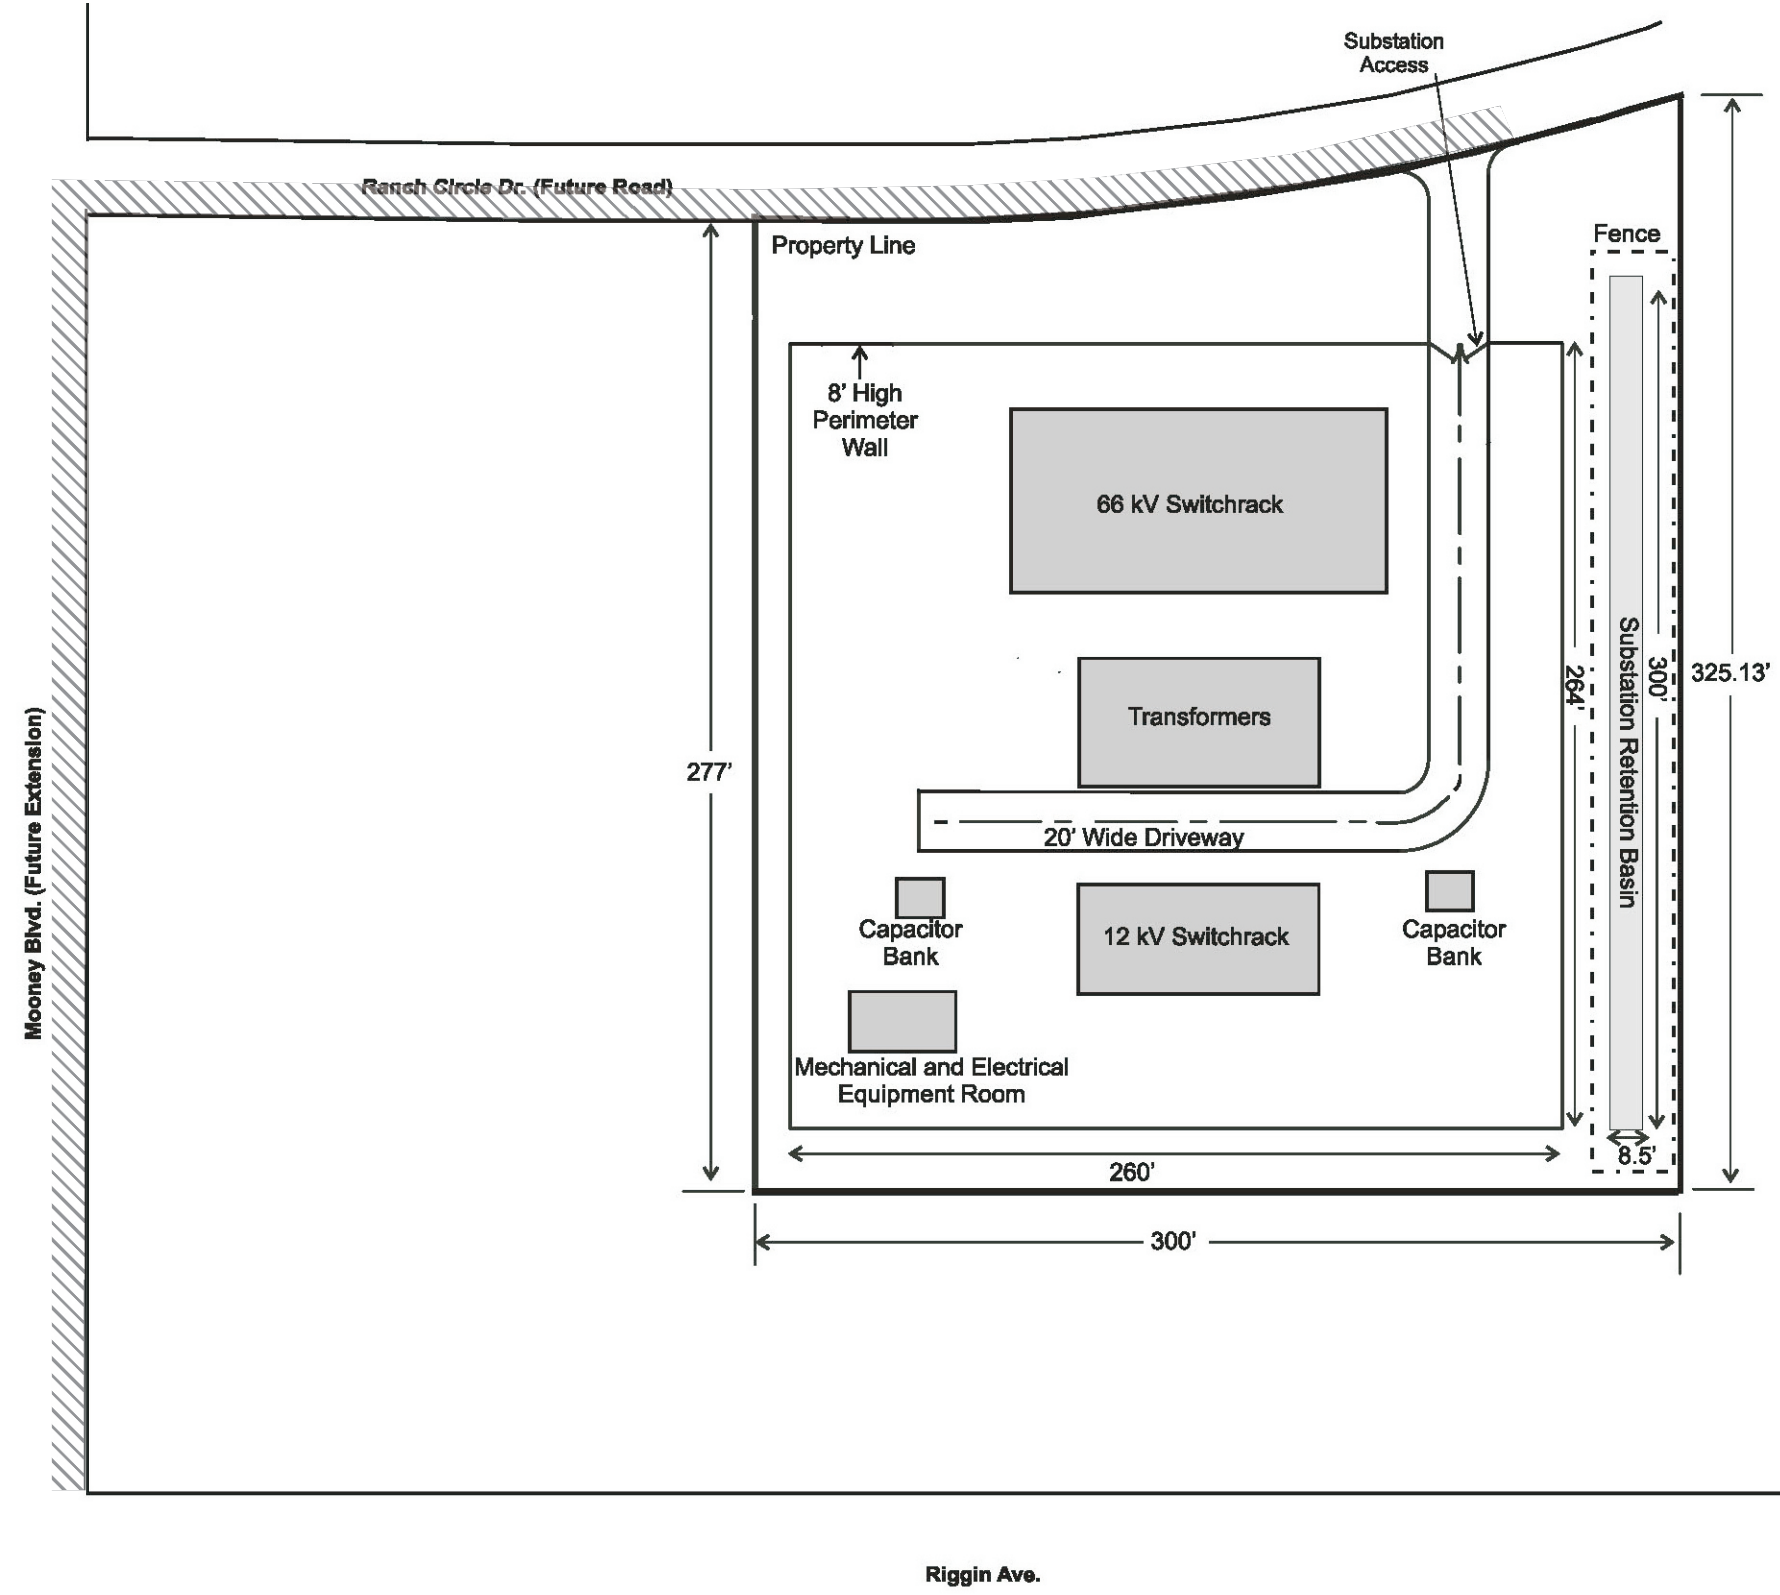 Substation
Access
Ranch Circle Dr. (Future Road)
Property Line
Fence
8' High
Perimeter
Wall
66 kV Switchrack
Transformers
264'
Substation Retention Basin
300'
325.13'
277'
20' Wide Driveway
Mooney Blvd. (Future Extension)
Capacitor
Bank
12 kV Switchrack
Capacitor
Bank
Mechanical and Electrical
Equipment Room
8.5'
260'
300'
Riggin Ave.